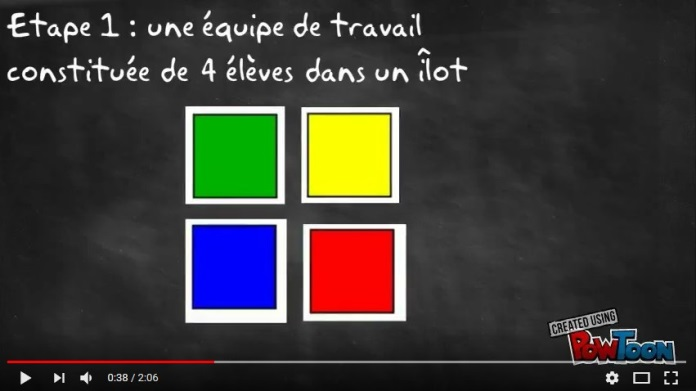 Etape 1 : une équipe de travail
constituée de 4 élèves dans un îlot
CREATED USING
POWTOON
0:38 / 2:06